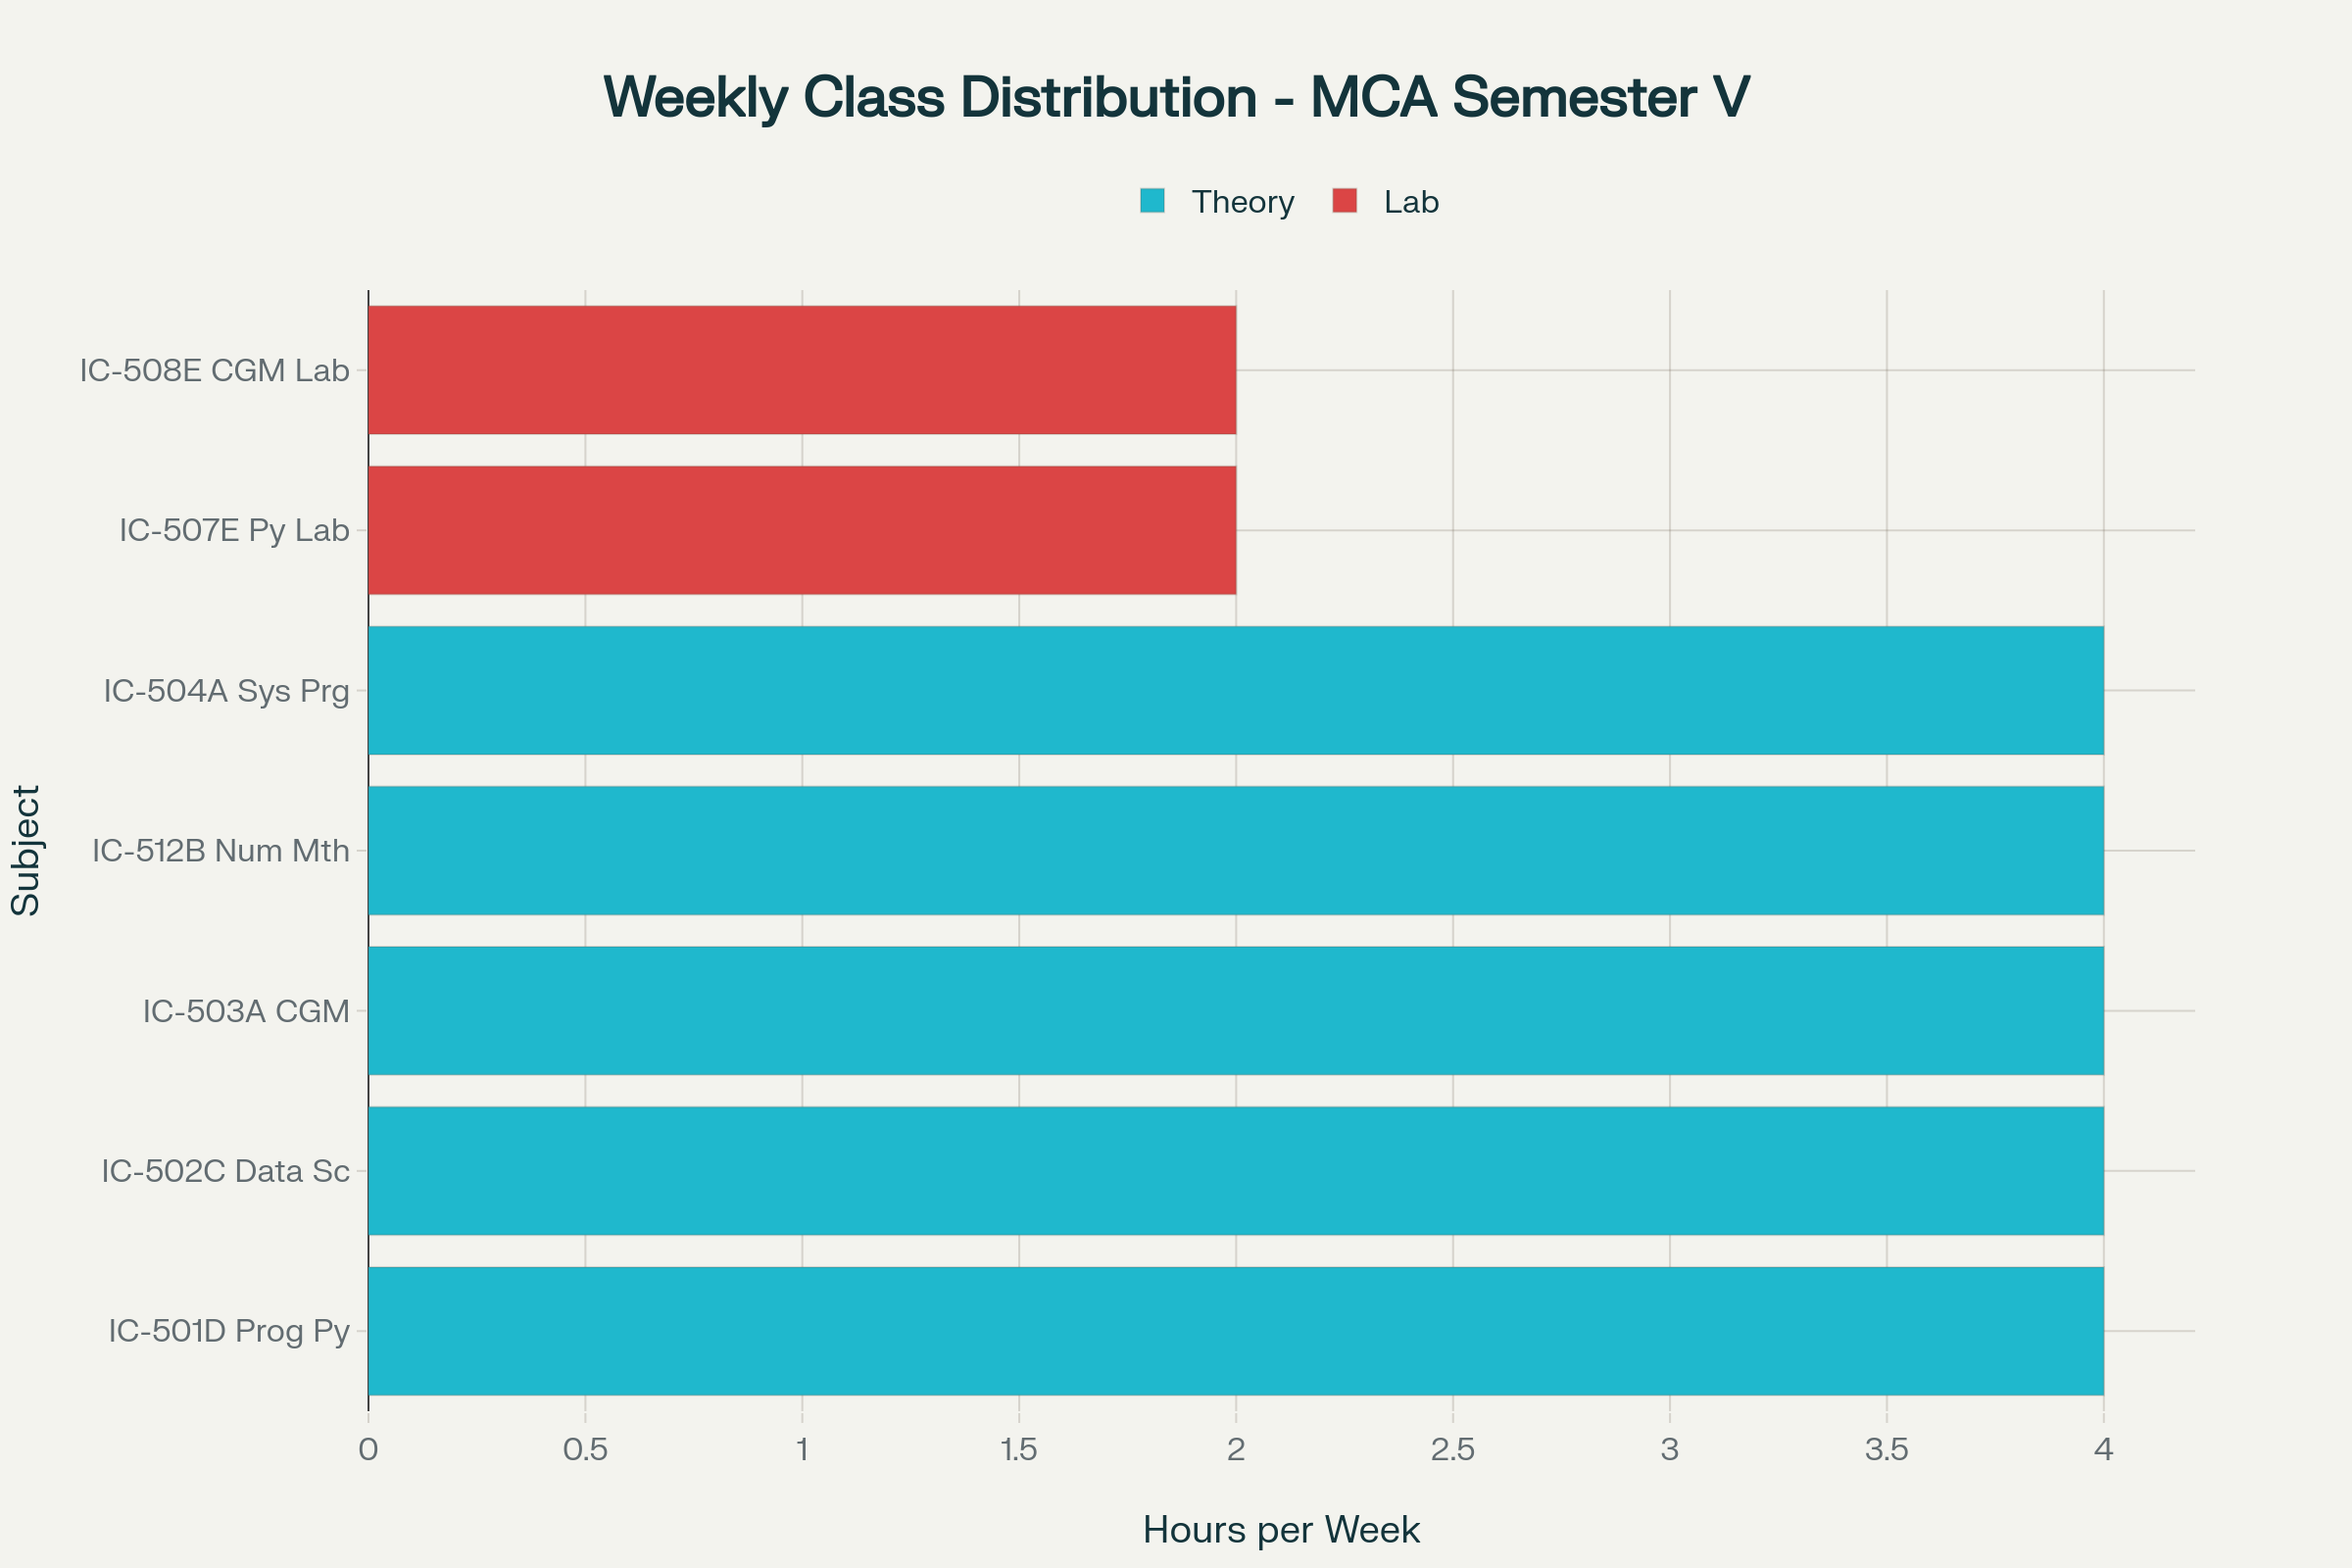 Weekly Class Distribution - MCA Semester V
Theory
Lab
IC-508E CGM Lab
IC-507E Py Lab
IC-504A Sys Prg
IC-512B Num Mth
IC-503A CGM
IC-502C Data Sc
IC-501D Prog Py
Subject
0 0.5 1 1.5 2 2.5 3 3.5 4
Hours per Week